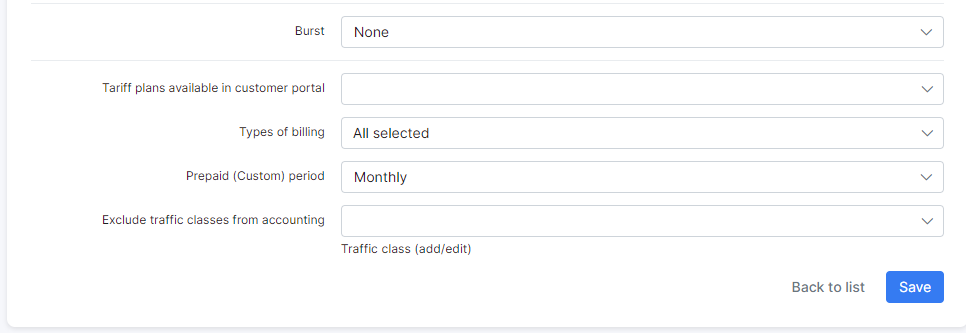 Burst
None
Tariff plans available in customer portal
Types of billing
All selected
Prepaid (Custom) period
Monthly
Exclude traffic classes from accounting
Traffic class (add/edit)
Back to list
Save